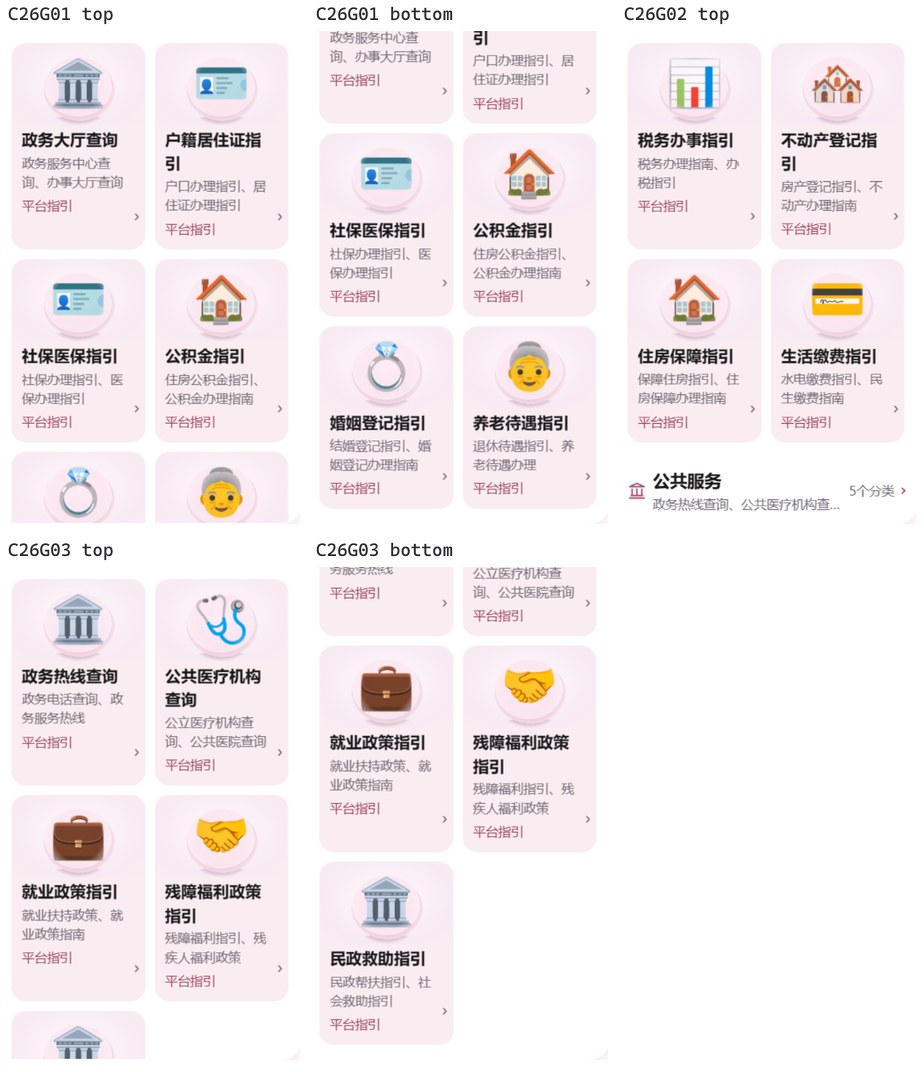 C26G01 top
政务大厅查询
政务服务中心查
询、办事大厅查询
平台指引
户籍居住证指
引
户口办理指引、居
住证办理指引
平台指引
社保医保指引
社保办理指引、医
保办理指引
平台指引
公积金指引
住房公积金指引、
公积金办理指南
平台指引
C26G01 bottom
政务服务中心查
询、办事大厅查询
平台指引
引
户口办理指引、居
住证办理指引
平台指引
社保医保指引
社保办理指引、医
保办理指引
平台指引
公积金指引
住房公积金指引、
公积金办理指南
平台指引
婚姻登记指引
结婚登记指引、婚
姻登记办理指南
平台指引
养老待遇指引
退休待遇指引、养
老待遇办理
平台指引
C26G02 top
税务办事指引
税务办理指南、办
税指引
平台指引
不动产登记指
引
房产登记指引、不
动产办理指南
平台指引
住房保障指引
保障住房指引、住
房保障办理指南
平台指引
生活缴费指引
水电缴费指引、民
生缴费指南
平台指引
公共服务
政务热线查询、公共医疗机构查...
5个分类
C26G03 top
政务热线查询
政务电话查询、政
务服务热线
平台指引
公共医疗机构
查询
公立医疗机构查
询、公共医院查询
平台指引
就业政策指引
就业扶持政策、就
业政策指南
平台指引
残障福利政策
指引
残障福利指引、残
疾人福利政策
平台指引
C26G03 bottom
务服务热线
平台指引
公立医疗机构查
询、公共医院查询
平台指引
就业政策指引
就业扶持政策、就
业政策指南
平台指引
残障福利政策
指引
残障福利指引、残
疾人福利政策
平台指引
民政救助指引
民政帮扶指引、社
会救助指引
平台指引